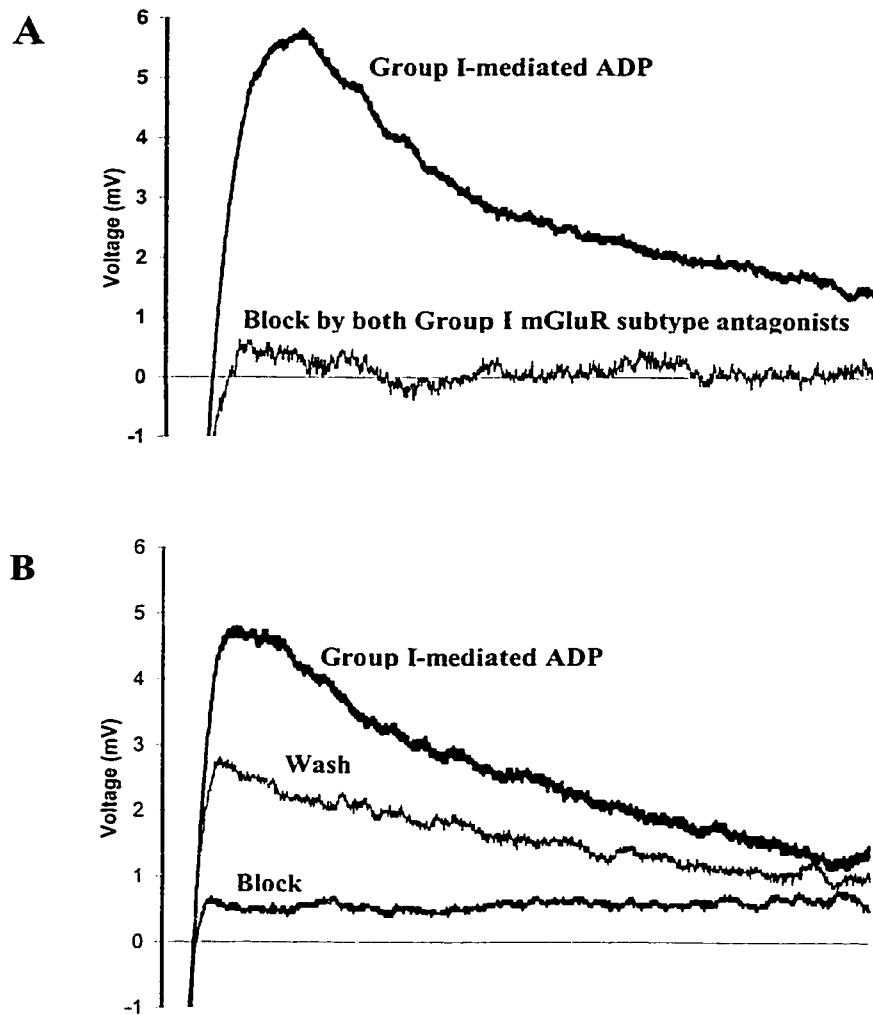 A
6
5
4
3
2
1
0
-1
Voltage (mV)
Group I-mediated ADP
Block by both Group I mGluR subtype antagonists
B
6
5
4
3
2
1
0
-1
Voltage (mV)
Group I-mediated ADP
Wash
Block